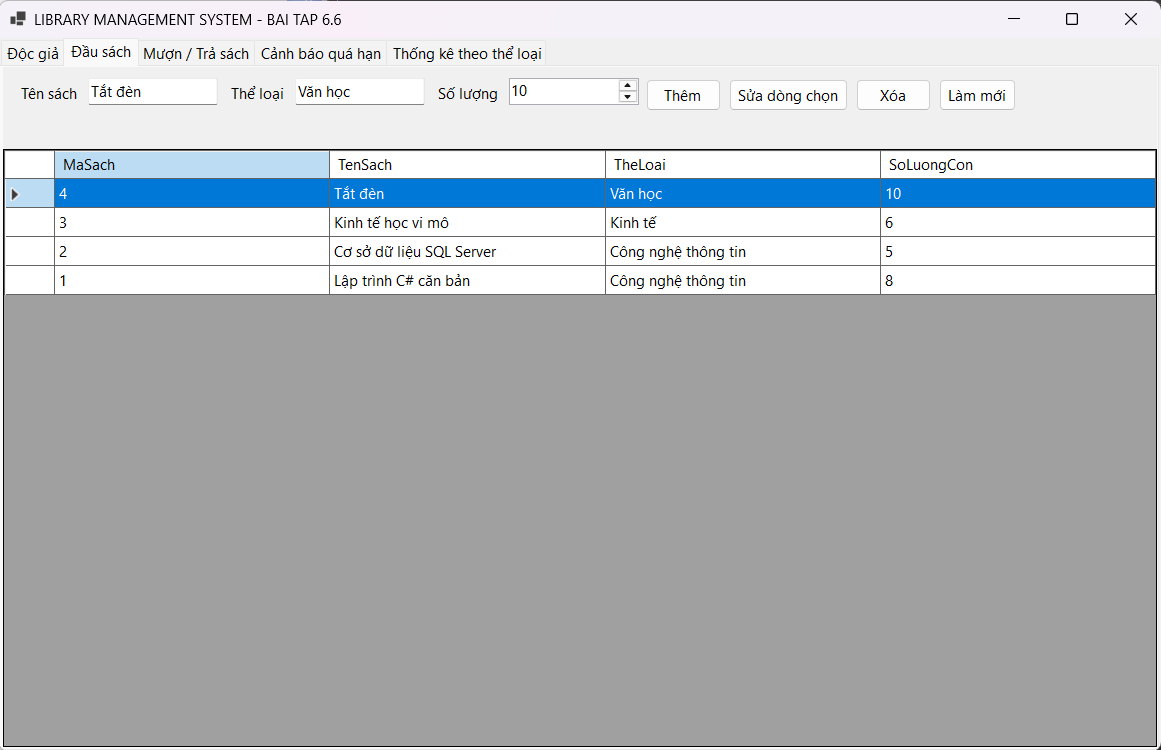 LIBRARY MANAGEMENT SYSTEM - BAI TAP 6.6
Độc giả Đầu sách Mượn / Trả sách Cảnh báo quá hạn Thống kê theo thể loại
Tên sách Tắt đèn Thể loại Văn học Số lượng 10 Thêm Sửa dòng chọn Xóa Làm mới
MaSach TenSach TheLoai SoLuongCon
4 Tắt đèn Văn học 10
3 Kinh tế học vi mô Kinh tế 6
2 Cơ sở dữ liệu SQL Server Công nghệ thông tin 5
1 Lập trình C# căn bản Công nghệ thông tin 8